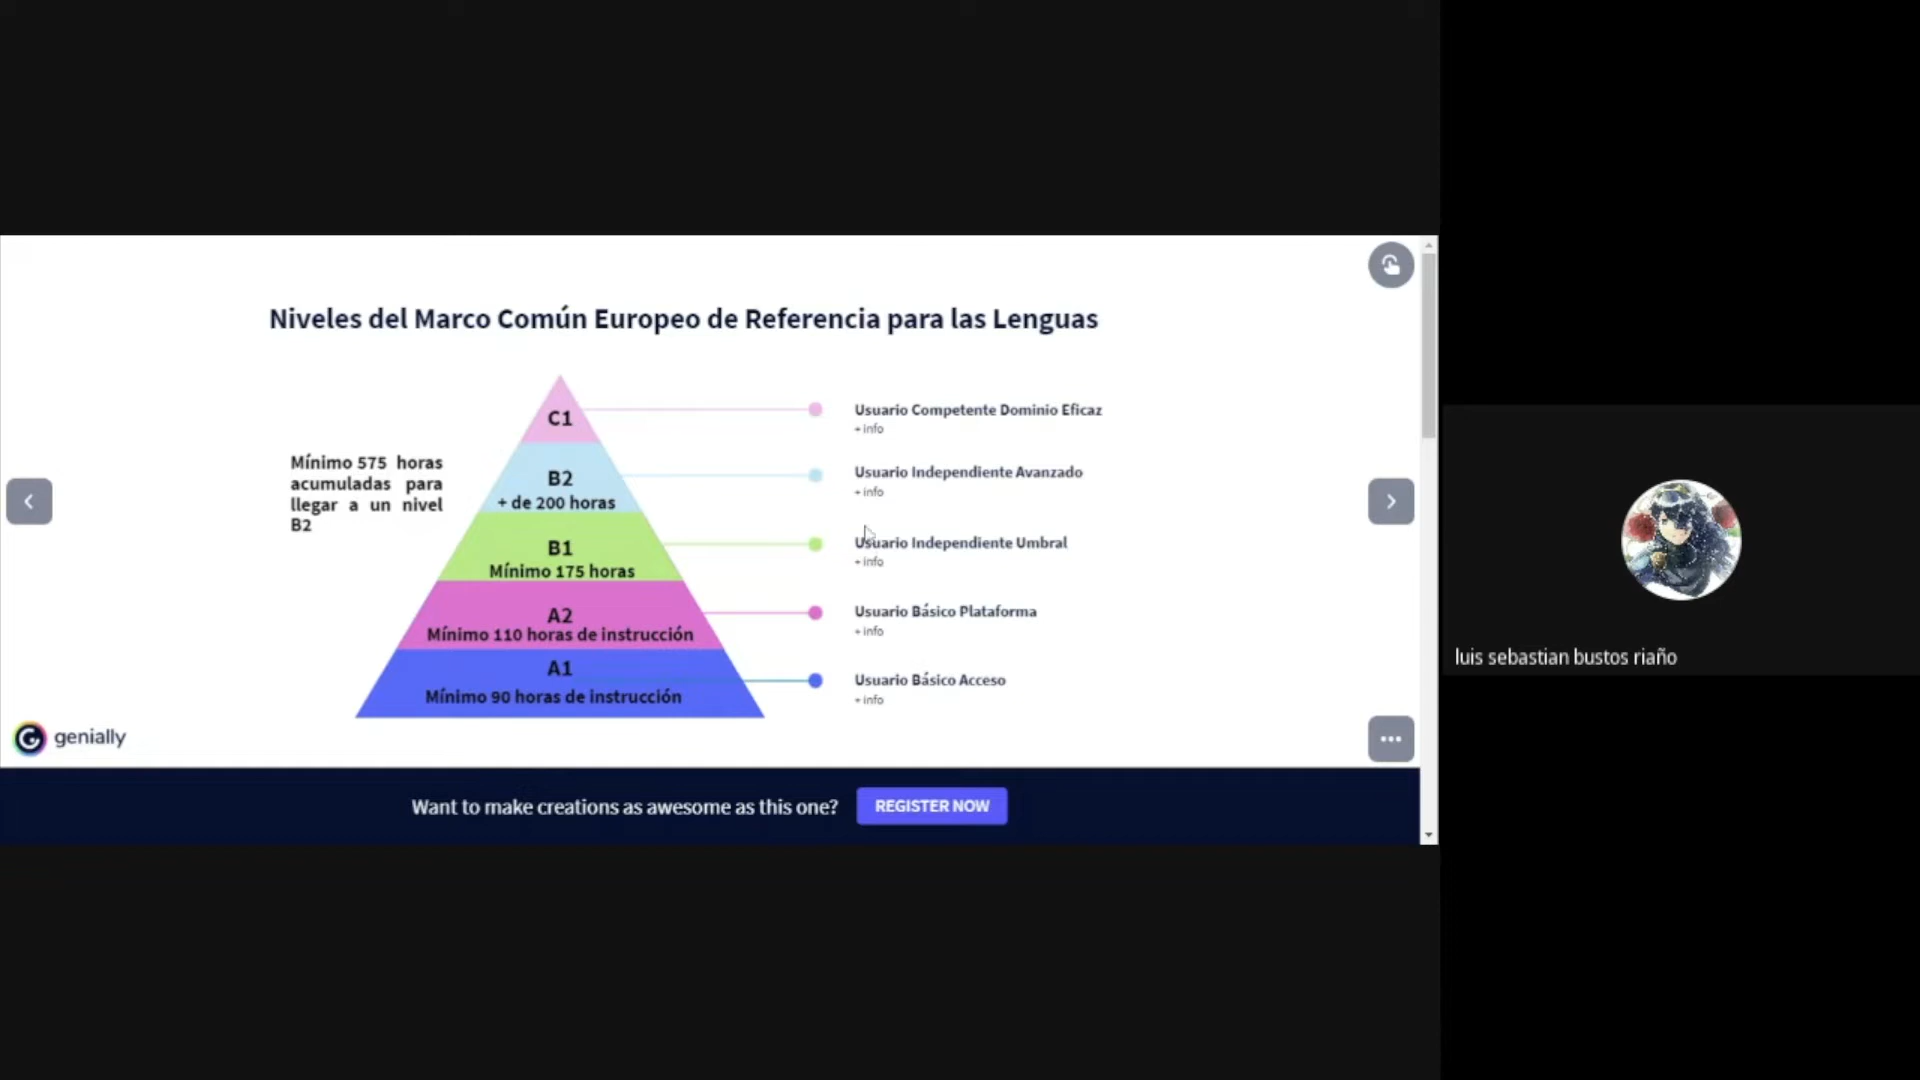 Niveles del Marco Común Europeo de Referencia para las Lenguas
C1
Usuario Competente Dominio Eficaz
+ info
Mínimo 575 horas
acumuladas para
llegar a un nivel
B2
B2
+ de 200 horas
Usuario Independiente Avanzado
+ info
B1
Mínimo 175 horas
Usuario Independiente Umbral
+ info
A2
Mínimo 110 horas de instrucción
Usuario Básico Plataforma
+ info
A1
Mínimo 90 horas de instrucción
Usuario Básico Acceso
+ info
genially
Want to make creations as awesome as this one?
REGISTER NOW
luis sebastian bustos riaño